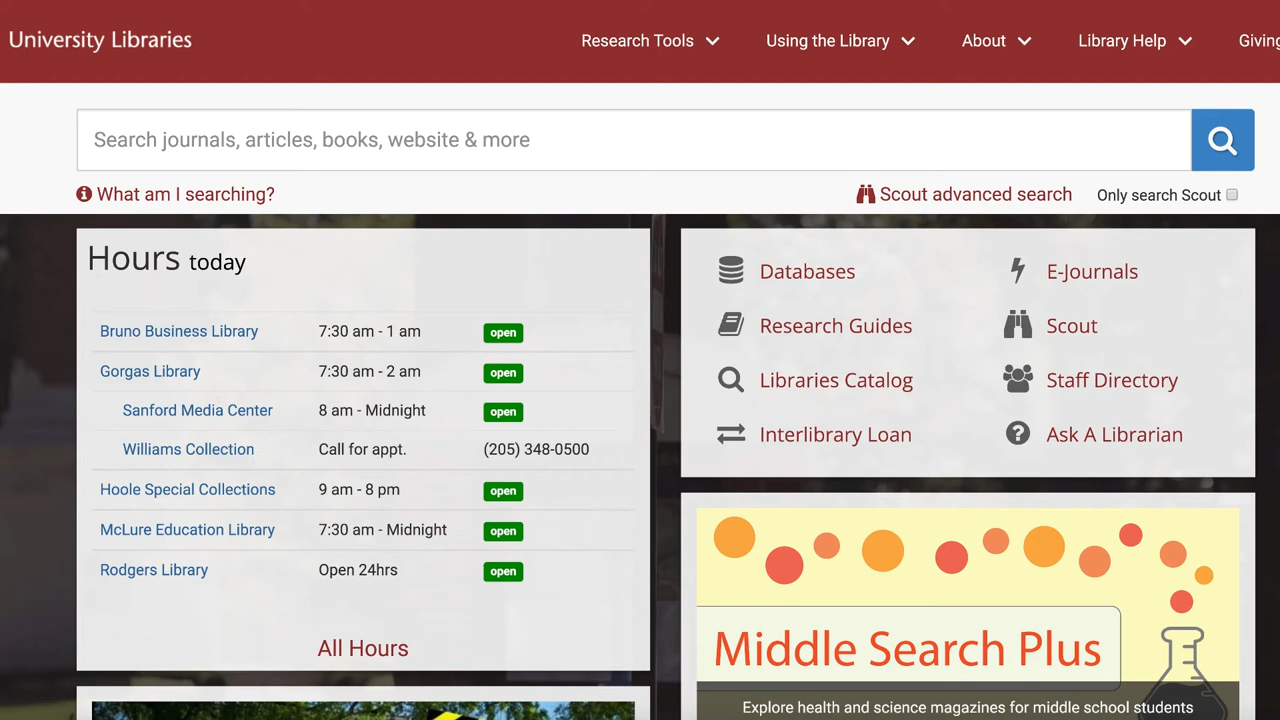 University Libraries
Research Tools
Using the Library
About
Library Help
Giving
Search journals, articles, books, website & more
What am I searching?
Scout advanced search
Only search Scout
Hours today
Bruno Business Library 7:30 am - 1 am open
Gorgas Library 7:30 am - 2 am open
Sanford Media Center 8 am - Midnight open
Williams Collection Call for appt. (205) 348-0500
Hoole Special Collections 9 am - 8 pm open
McLure Education Library 7:30 am - Midnight open
Rodgers Library Open 24hrs open
All Hours
Databases
E-Journals
Research Guides
Scout
Libraries Catalog
Staff Directory
Interlibrary Loan
Ask A Librarian
Middle Search Plus
Explore health and science magazines for middle school students